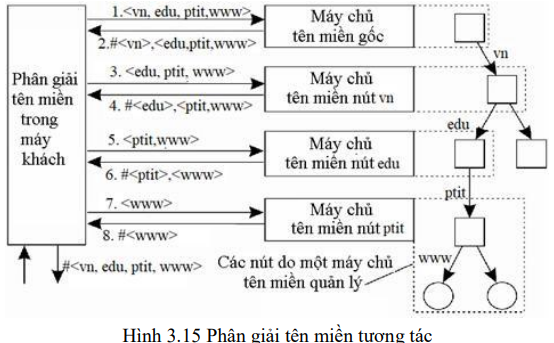 1.<vn, edu, ptit,www>
2.#<vn>,<edu,ptit,www>
Máy chủ
tên miền gốc
vn
3. <edu, ptit, www>
4. #<edu>,<ptit,www>
Máy chủ
tên miền nút vn
Phân giải
tên miền
trong
máy
khách
edu
5. <ptit,www>
6. #<ptit>,<www>
Máy chủ
tên miền nút edu
ptit
7. <www>
8. #<www>
Máy chủ
tên miền nút ptit
#<vn, edu, ptit, www>
Các nút do một máy chủ
tên miền quản lý
www
Hình 3.15 Phân giải tên miền tương tác